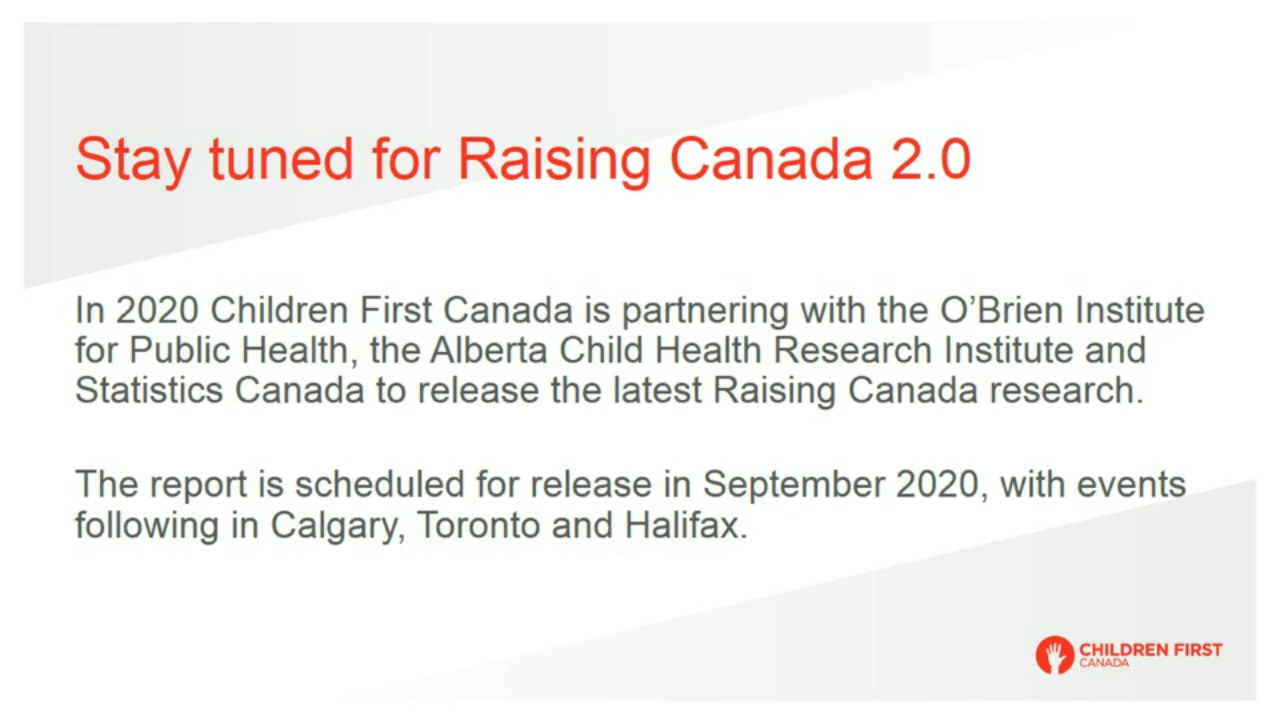 Stay tuned for Raising Canada 2.0
In 2020 Children First Canada is partnering with the O’Brien Institute
for Public Health, the Alberta Child Health Research Institute and
Statistics Canada to release the latest Raising Canada research.
The report is scheduled for release in September 2020, with events
following in Calgary, Toronto and Halifax.
CHILDREN FIRST
CANADA